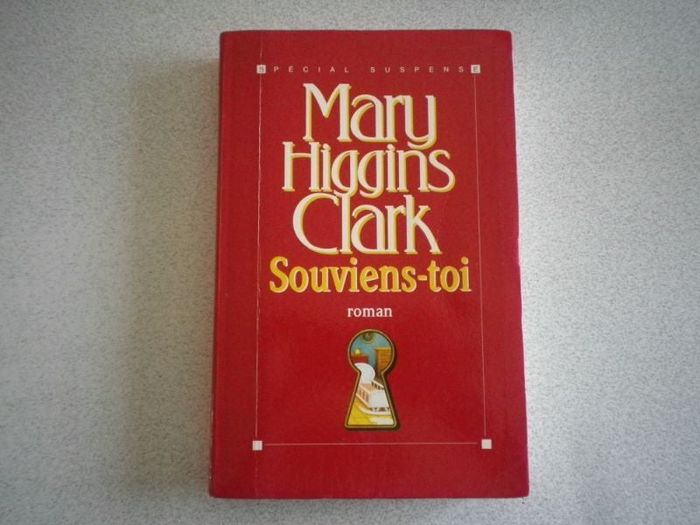 SPÉCIAL SUSPENSE
Mary
Higgins
Clark
Souviens-toi
roman